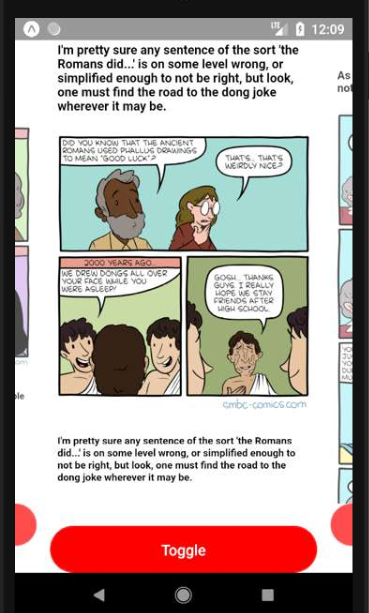 12:09
I'm pretty sure any sentence of the sort 'the
Romans did...' is on some level wrong, or
simplified enough to not be right, but look,
one must find the road to the dong joke
wherever it may be.
As
not
DID YOU KNOW THAT THE ANCIENT
ROMANS USED PHALLUS DRAWINGS
TO MEAN "GOOD LUCK"?
THAT'S... THAT'S
WEIRDLY NICE?
2000 YEARS AGO...
WE DREW DONGS ALL OVER
YOUR FACE WHILE YOU
WERE ASLEEP!
GOSH... THANKS
GUYS. I REALLY
HOPE WE STAY
FRIENDS AFTER
HIGH SCHOOL.
smbc-comics.com
I'm pretty sure any sentence of the sort 'the Romans
did...' is on some level wrong, or simplified enough to
not be right, but look, one must find the road to the
dong joke wherever it may be.
Toggle